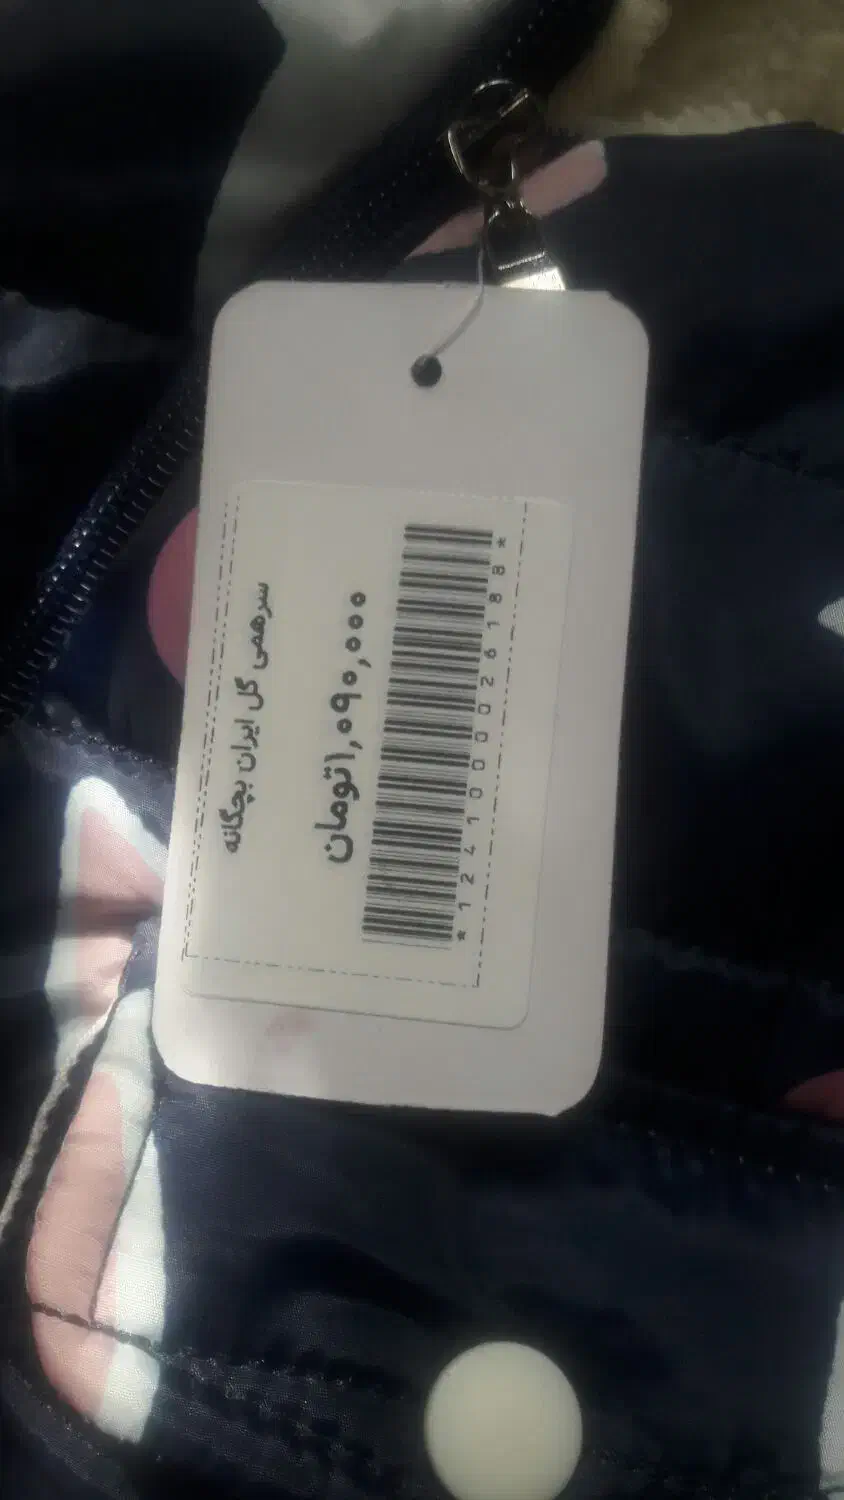 سرهمی گل ایران بچگانه
۱,۰۹۰,۰۰۰تومان
*1241000026188*